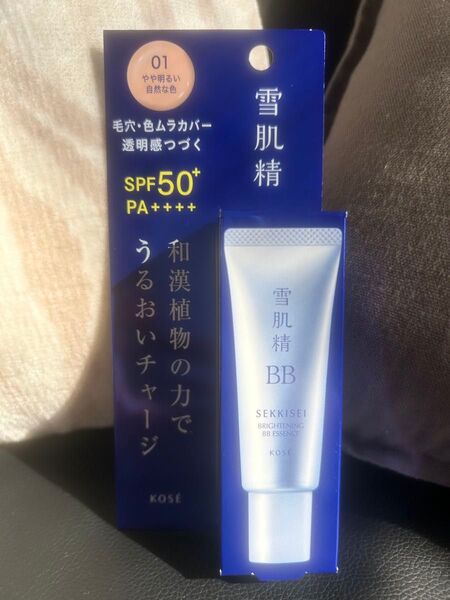 01
やや明るい
自然な色
毛穴・色ムラカバー
透明感つづく
SPF50+
PA++++
雪肌精
和漢植物の力で
うるおいチャージ
KOSÉ
雪肌精
BB
SEKKISEI
BRIGHTENING
BB ESSENCE
KOSÉ